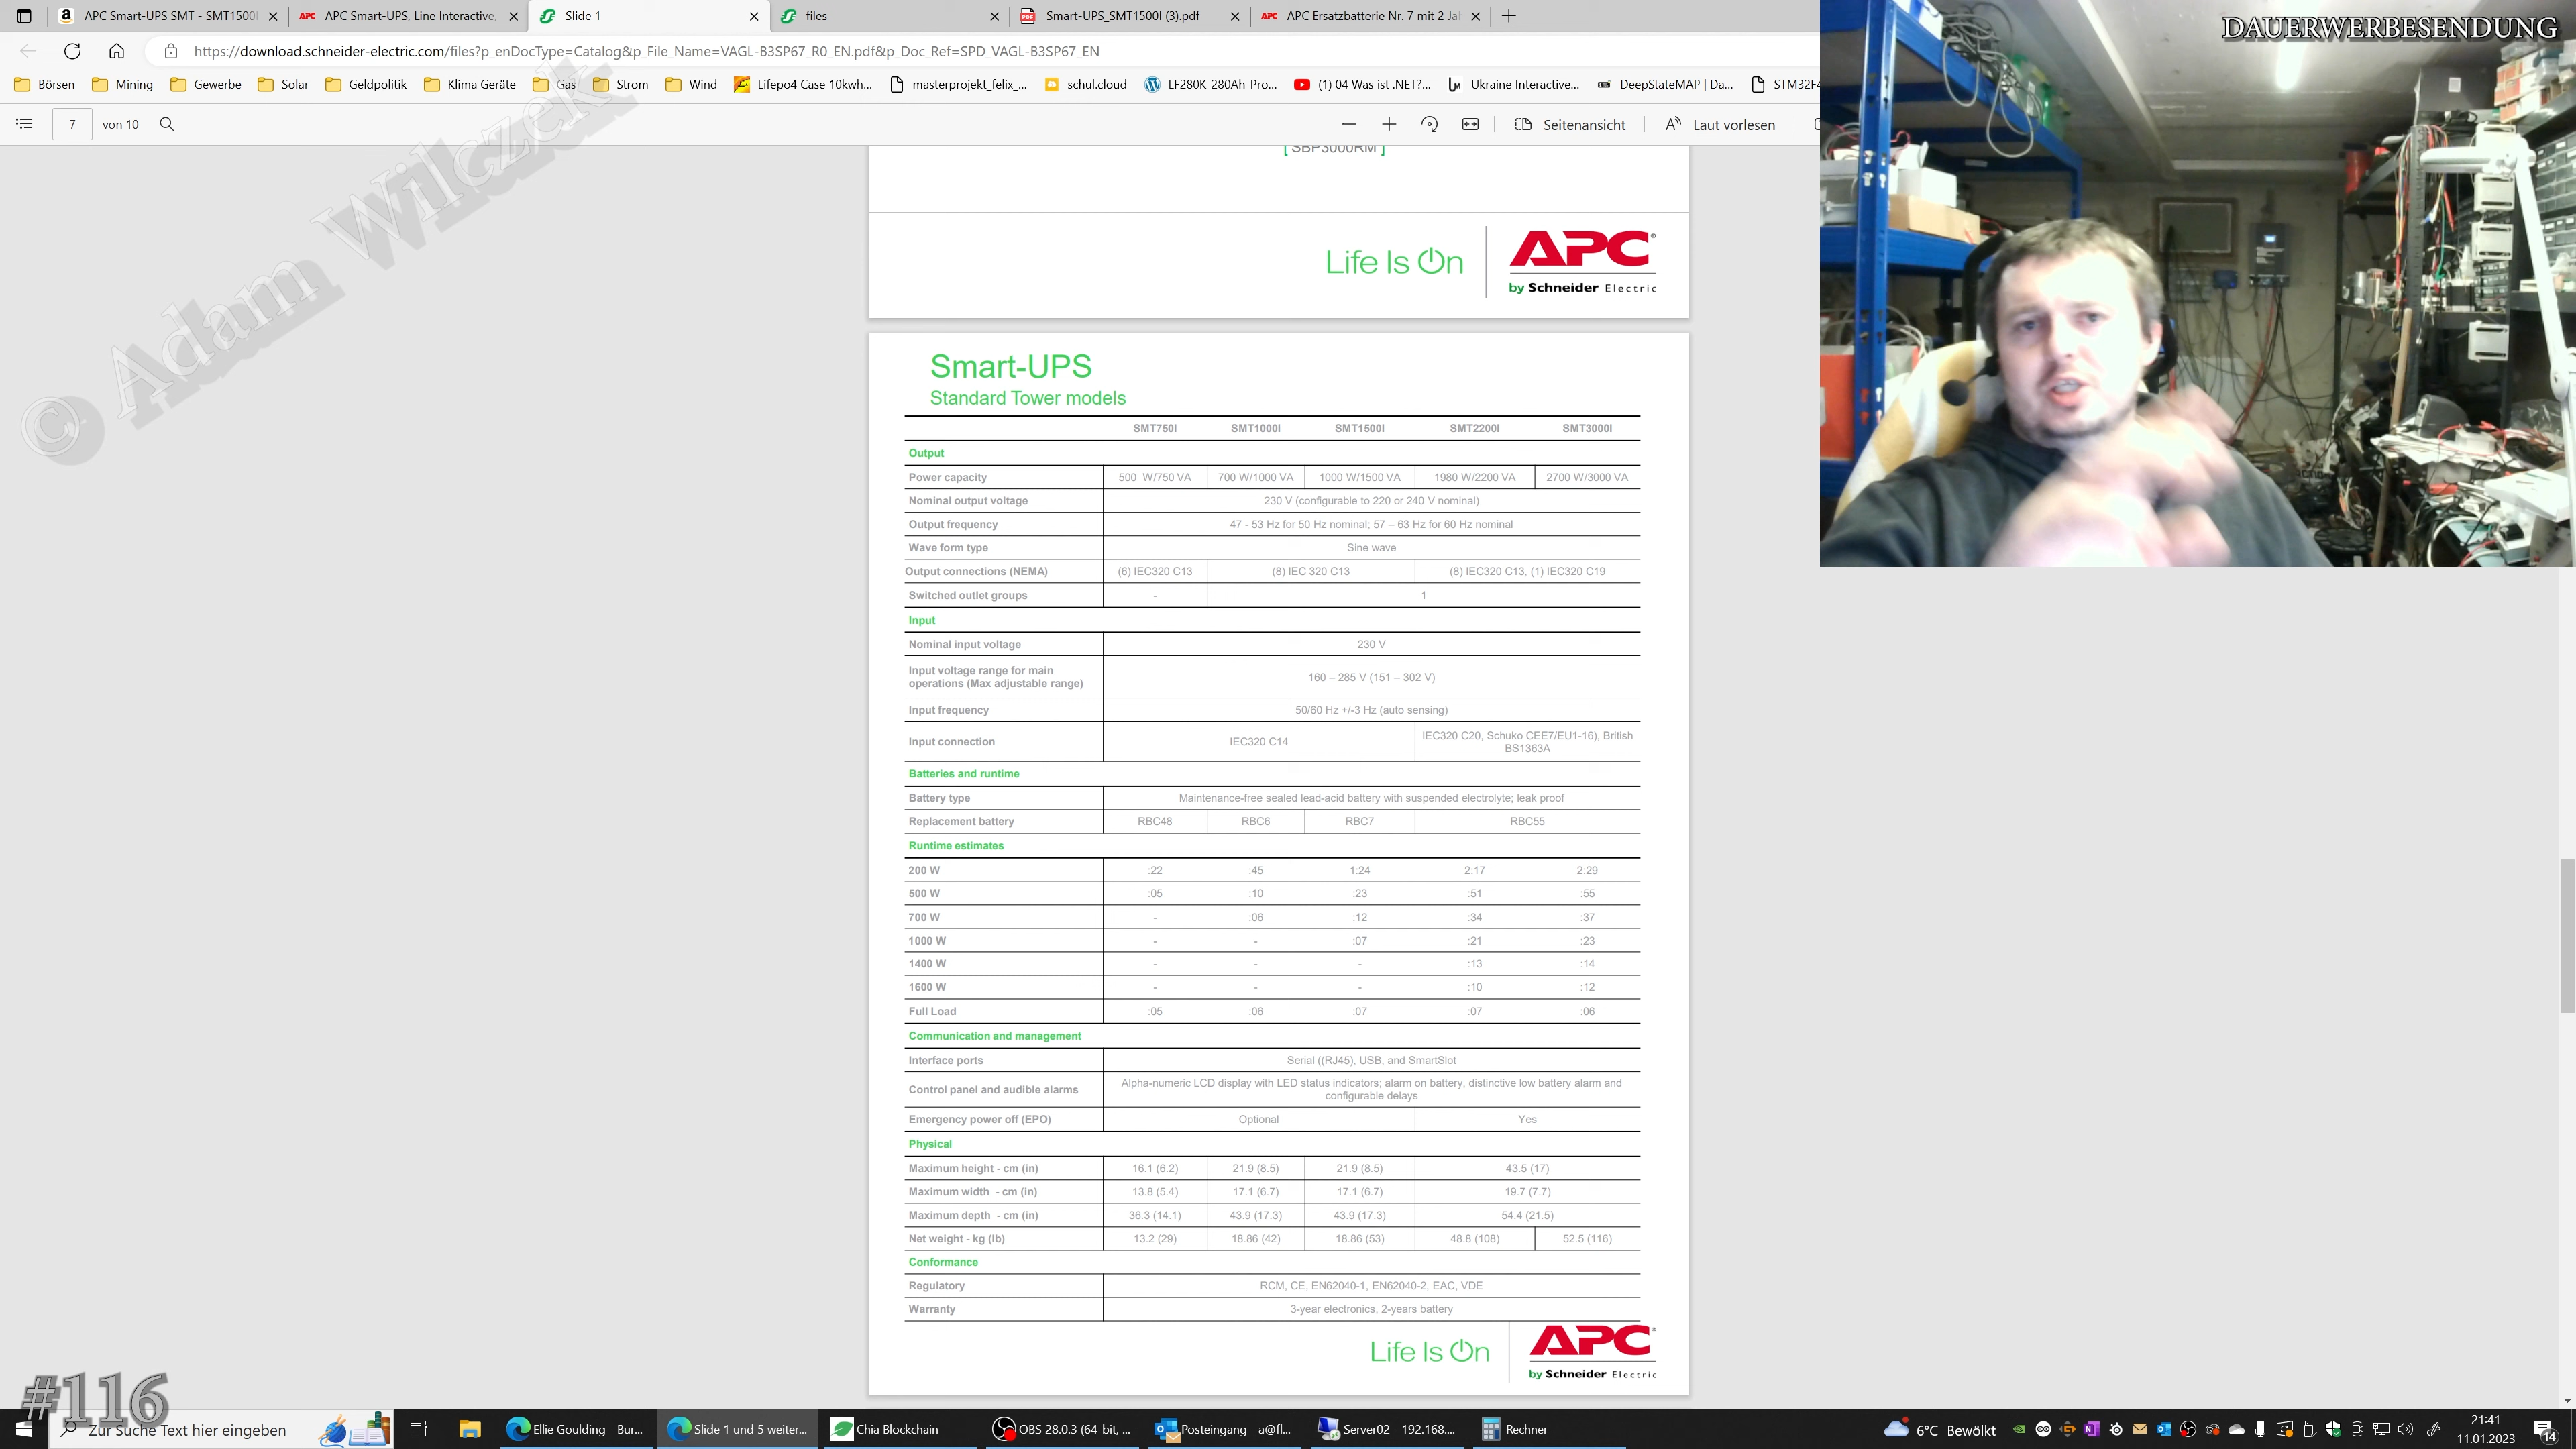 APC Smart-UPS SMT - SMT1500I
APC Smart-UPS, Line Interactive,
Slide 1
files
Smart-UPS_SMT1500I (3).pdf
APC Ersatzbatterie Nr. 7 mit 2 Ja
DAUERWERBESENDUNG
https://download.schneider-electric.com/files?p_enDocType=Catalog&p_File_Name=VAGL-B3SP67_R0_EN.pdf&p_Doc_Ref=SPD_VAGL-B3SP67_EN
Börsen
Mining
Gewerbe
Solar
Geldpolitik
Klima Geräte
Gas
Strom
Wind
Lifepo4 Case 10kwh...
masterprojekt_felix_...
schul.cloud
LF280K-280Ah-Pro...
(1) 04 Was ist .NET?...
Ukraine Interactive...
DeepStateMAP | Da...
STM32F4
7 von 10
Seitenansicht
Laut vorlesen
© Adam Wilczek
[ SBP3000RM ]
Life Is On
APC
by Schneider Electric
Smart-UPS
Standard Tower models
SMT750I SMT1000I SMT1500I SMT2200I SMT3000I
Output
Power capacity 500 W/750 VA 700 W/1000 VA 1000 W/1500 VA 1980 W/2200 VA 2700 W/3000 VA
Nominal output voltage 230 V (configurable to 220 or 240 V nominal)
Output frequency 47 - 53 Hz for 50 Hz nominal; 57 – 63 Hz for 60 Hz nominal
Wave form type Sine wave
Output connections (NEMA) (6) IEC320 C13 (8) IEC 320 C13 (8) IEC320 C13, (1) IEC320 C19
Switched outlet groups - 1
Input
Nominal input voltage 230 V
Input voltage range for main
operations (Max adjustable range) 160 – 285 V (151 – 302 V)
Input frequency 50/60 Hz +/-3 Hz (auto sensing)
Input connection IEC320 C14 IEC320 C20, Schuko CEE7/EU1-16), British
BS1363A
Batteries and runtime
Battery type Maintenance-free sealed lead-acid battery with suspended electrolyte; leak proof
Replacement battery RBC48 RBC6 RBC7 RBC55
Runtime estimates
200 W :22 :45 1:24 2:17 2:29
500 W :05 :10 :23 :51 :55
700 W - :06 :12 :34 :37
1000 W - - :07 :21 :23
1400 W - - - :13 :14
1600 W - - - :10 :12
Full Load :05 :06 :07 :07 :06
Communication and management
Interface ports Serial ((RJ45), USB, and SmartSlot
Control panel and audible alarms Alpha-numeric LCD display with LED status indicators; alarm on battery, distinctive low battery alarm and
configurable delays
Emergency power off (EPO) Optional Yes
Physical
Maximum height - cm (in) 16.1 (6.2) 21.9 (8.5) 21.9 (8.5) 43.5 (17)
Maximum width - cm (in) 13.8 (5.4) 17.1 (6.7) 17.1 (6.7) 19.7 (7.7)
Maximum depth - cm (in) 36.3 (14.1) 43.9 (17.3) 43.9 (17.3) 54.4 (21.5)
Net weight - kg (lb) 13.2 (29) 18.86 (42) 18.86 (53) 48.8 (108) 52.5 (116)
Conformance
Regulatory RCM, CE, EN62040-1, EN62040-2, EAC, VDE
Warranty 3-year electronics, 2-years battery
Life Is On
APC
by Schneider Electric
#116
Zur Suche Text hier eingeben
Ellie Goulding - Bur...
Slide 1 und 5 weiter...
Chia Blockchain
OBS 28.0.3 (64-bit, ...
Posteingang - a@fl...
Server02 - 192.168....
Rechner
6°C Bewölkt
21:41
11.01.2023
14